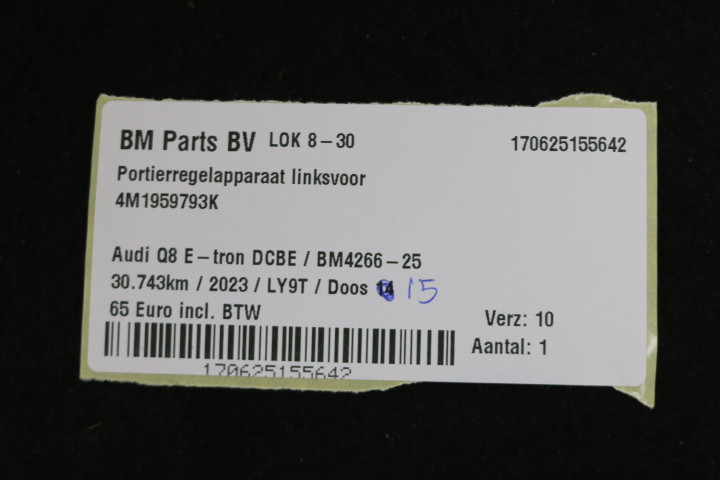 BM Parts BV LOK 8-30 170625155642
Portierregelapparaat linksvoor
4M1959793K
Audi Q8 E-tron DCBE / BM4266-25
30.743km / 2023 / LY9T / Doos 14 15
65 Euro incl. BTW
Verz: 10
Aantal: 1
170625155642